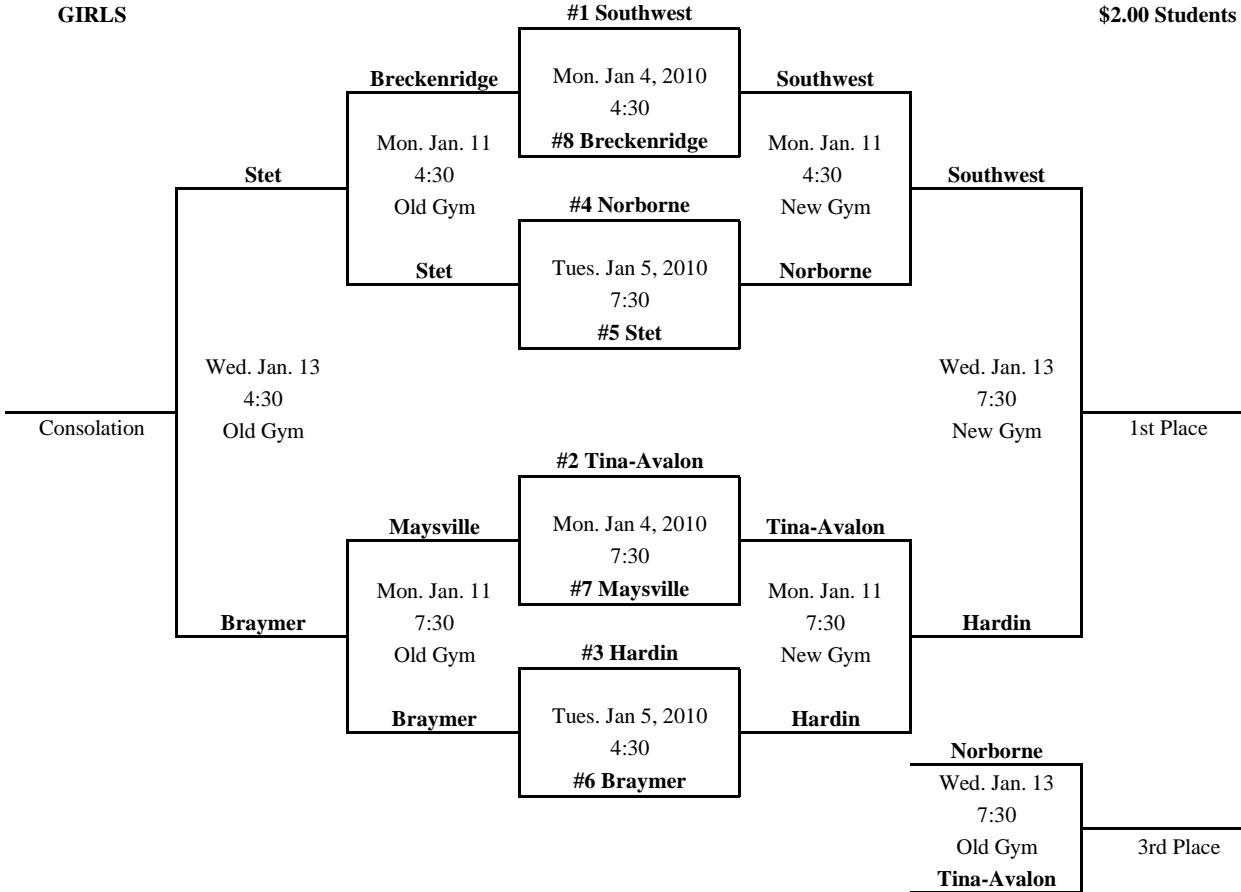 GIRLS
#1 Southwest
$2.00 Students
Breckenridge
Mon. Jan 4, 2010
Southwest
4:30
Mon. Jan. 11
#8 Breckenridge
Mon. Jan. 11
Stet
4:30
4:30
Southwest
Old Gym
#4 Norborne
New Gym
Stet
Tues. Jan 5, 2010
Norborne
7:30
#5 Stet
Wed. Jan. 13
Wed. Jan. 13
4:30
7:30
Consolation
Old Gym
New Gym
1st Place
#2 Tina-Avalon
Maysville
Mon. Jan 4, 2010
Tina-Avalon
7:30
Mon. Jan. 11
#7 Maysville
Mon. Jan. 11
Braymer
7:30
7:30
Hardin
Old Gym
#3 Hardin
New Gym
Braymer
Tues. Jan 5, 2010
Hardin
4:30
Norborne
#6 Braymer
Wed. Jan. 13
7:30
Old Gym
3rd Place
Tina-Avalon